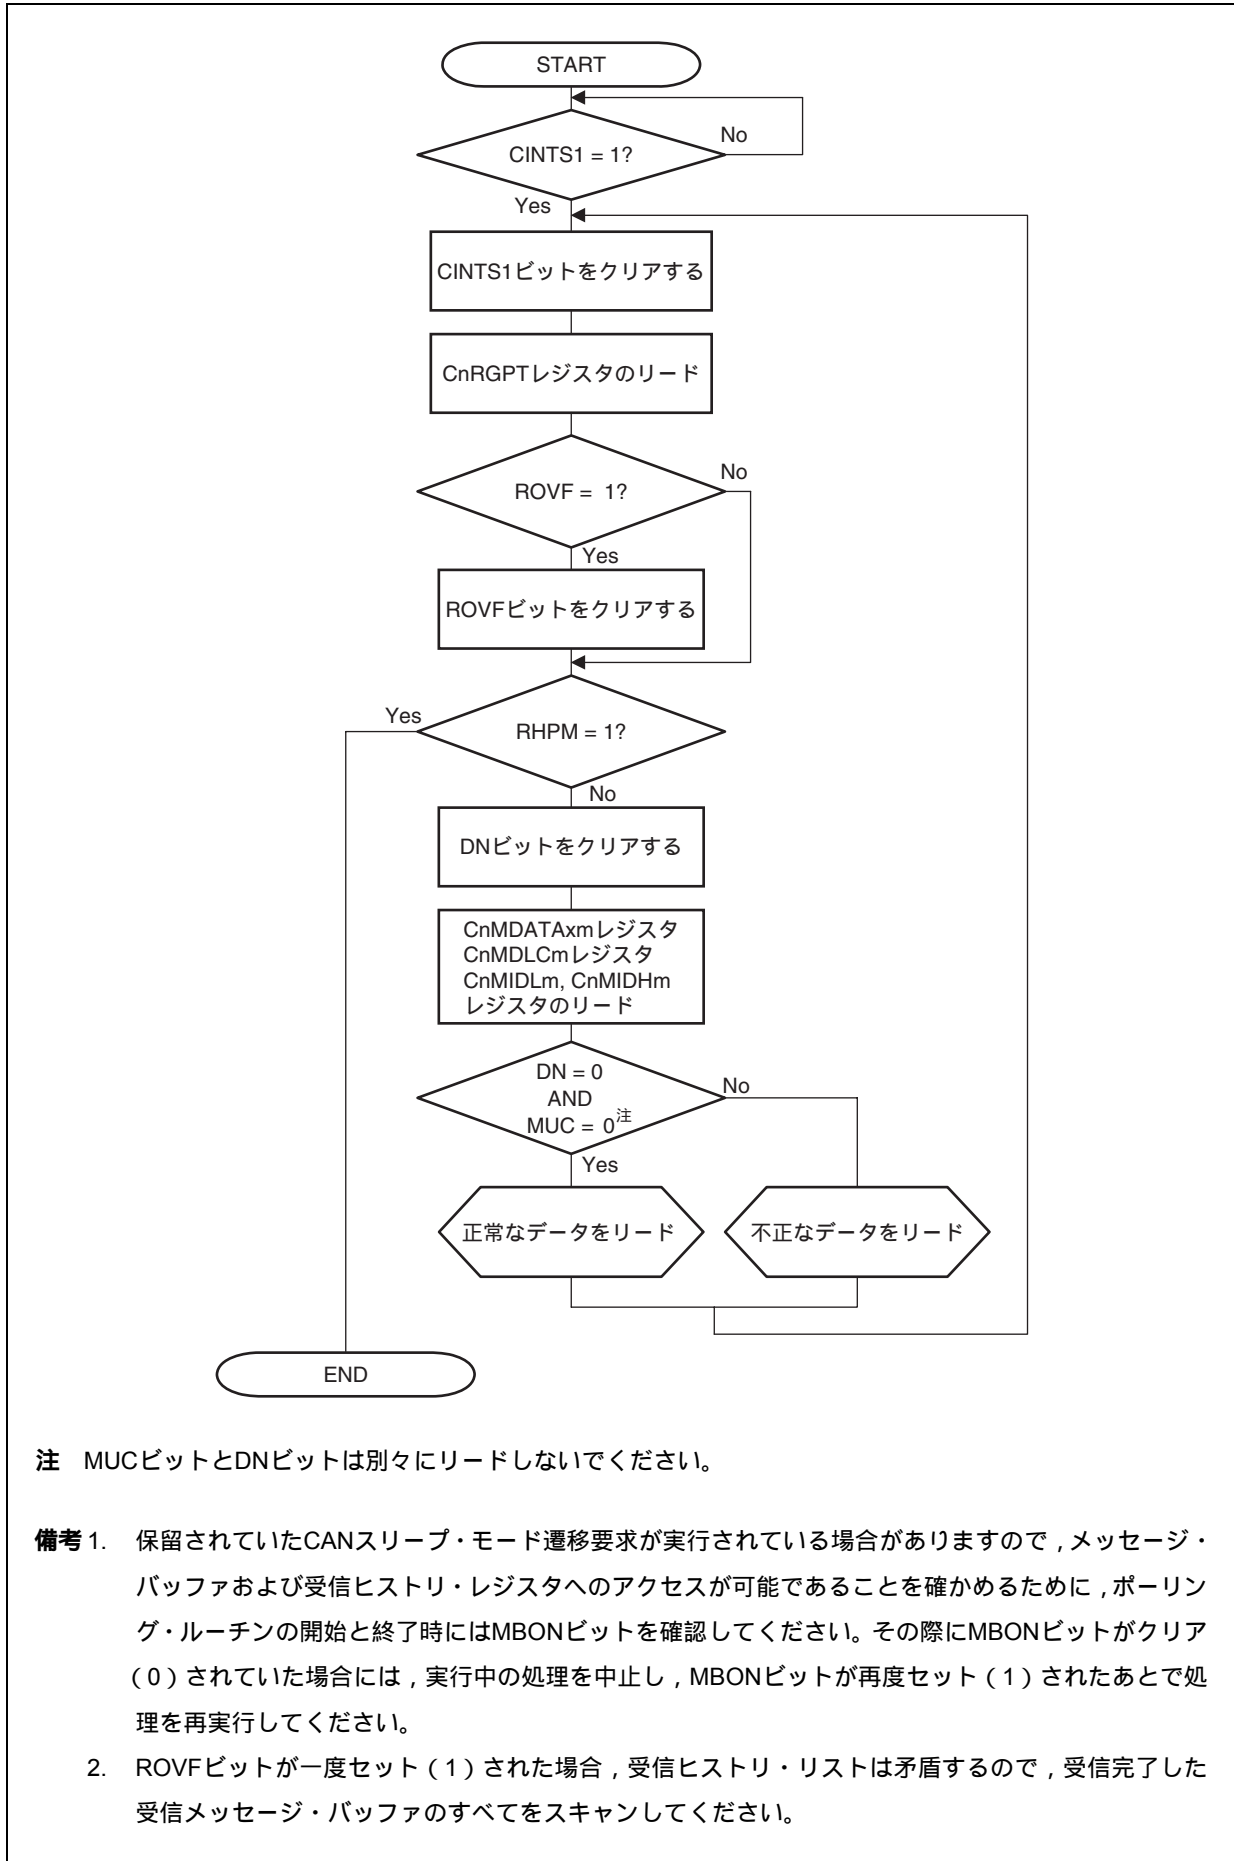 START
CINTS1 = 1?
No
Yes
CINTS1ビットをクリアする
CnRGPTレジスタのリード
ROVF = 1?
No
Yes
ROVFビットをクリアする
RHPM = 1?
Yes
No
DNビットをクリアする
CnMDATAxmレジスタ
CnMDLCmレジスタ
CnMIDLm, CnMIDHm
レジスタのリード
DN = 0
AND
MUC = 0注
No
Yes
正常なデータをリード
不正なデータをリード
END
注 MUCビットとDNビットは別々にリードしないでください。
備考1. 保留されていたCANスリープ・モード遷移要求が実行されている場合がありますので，メッセージ・
バッファおよび受信ヒストリ・レジスタへのアクセスが可能であることを確かめるために，ポーリン
グ・ルーチンの開始と終了時にはMBONビットを確認してください。その際にMBONビットがクリア
（0）されていた場合には，実行中の処理を中止し，MBONビットが再度セット（1）されたあとで処
理を再実行してください。
2. ROVFビットが一度セット（1）された場合，受信ヒストリ・リストは矛盾するので，受信完了した
受信メッセージ・バッファのすべてをスキャンしてください。